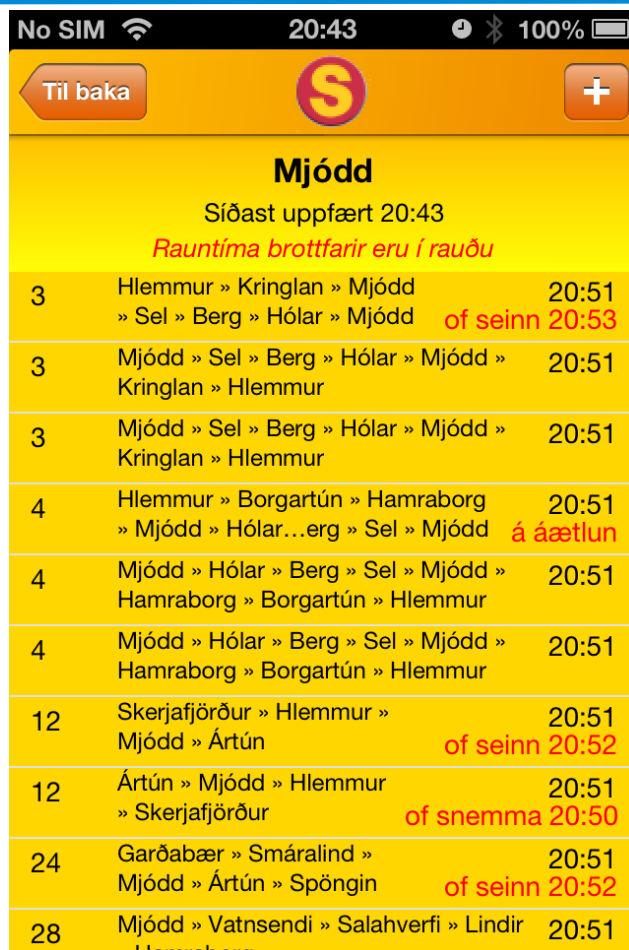 No SIM 20:43 100%
Til baka S +
Mjódd
Síðast uppfært 20:43
Rauntíma brottfarir eru í rauðu
3 Hlemmur » Kringlan » Mjódd 20:51
» Sel » Berg » Hólar » Mjódd of seinn 20:53
3 Mjódd » Sel » Berg » Hólar » Mjódd » 20:51
Kringlan » Hlemmur
3 Mjódd » Sel » Berg » Hólar » Mjódd » 20:51
Kringlan » Hlemmur
4 Hlemmur » Borgartún » Hamraborg 20:51
» Mjódd » Hólar…erg » Sel » Mjódd á áætlun
4 Mjódd » Hólar » Berg » Sel » Mjódd » 20:51
Hamraborg » Borgartún » Hlemmur
4 Mjódd » Hólar » Berg » Sel » Mjódd » 20:51
Hamraborg » Borgartún » Hlemmur
12 Skerjafjörður » Hlemmur » 20:51
Mjódd » Ártún of seinn 20:52
12 Ártún » Mjódd » Hlemmur 20:51
» Skerjafjörður of snemma 20:50
24 Garðabær » Smáralind » 20:51
Mjódd » Ártún » Spöngin of seinn 20:52
28 Mjódd » Vatnsendi » Salahverfi » Lindir 20:51